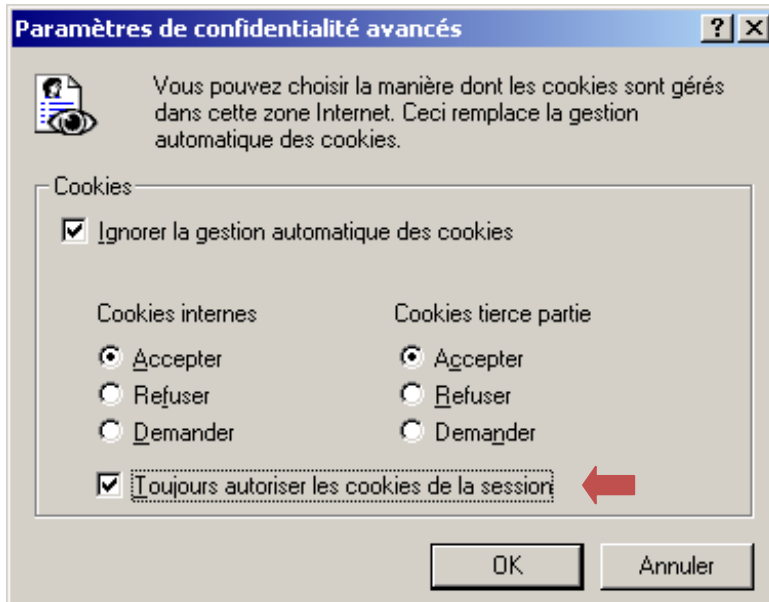 Paramètres de confidentialité avancés
Vous pouvez choisir la manière dont les cookies sont gérés
dans cette zone Internet. Ceci remplace la gestion
automatique des cookies.
Cookies
Ignorer la gestion automatique des cookies
Cookies internes
Cookies tierce partie
Accepter
Accepter
Refuser
Refuser
Demander
Demander
Toujours autoriser les cookies de la session
OK
Annuler